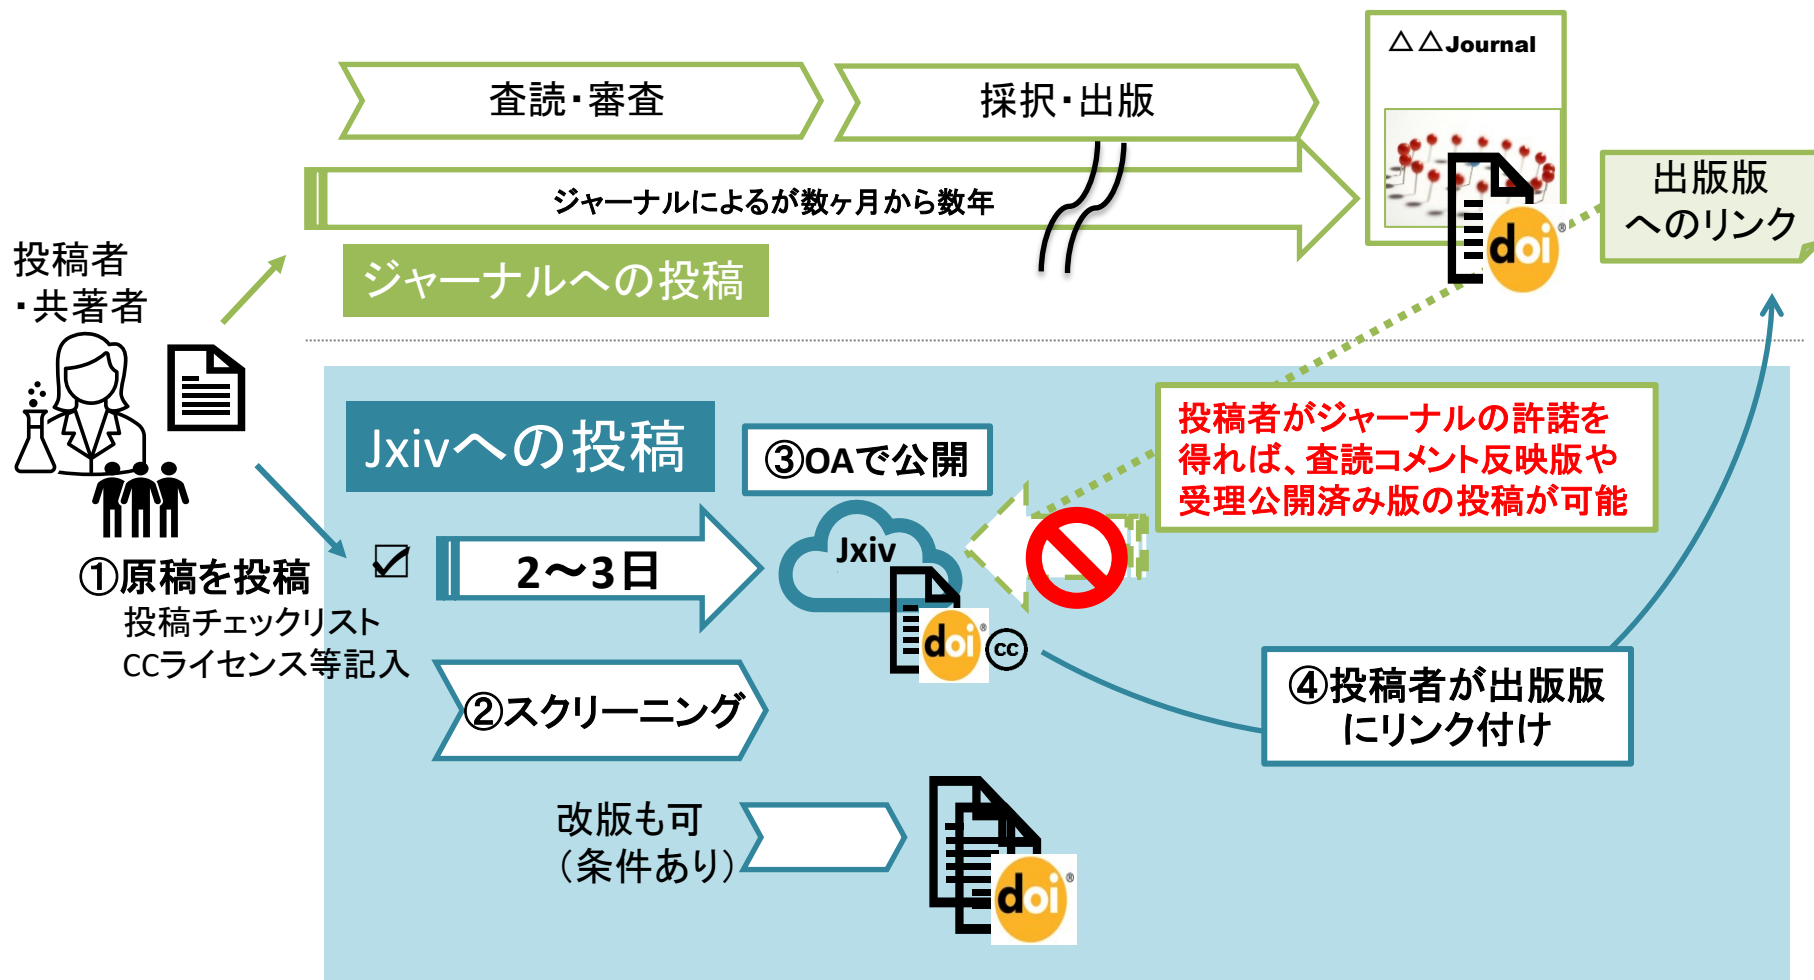 △△Journal
査読・審査
採択・出版
ジャーナルによるが数ヶ月から数年
doi®
出版版
へのリンク
ジャーナルへの投稿
投稿者
・共著者
Jxivへの投稿
③OAで公開
投稿者がジャーナルの許諾を
得れば、査読コメント反映版や
受理公開済み版の投稿が可能
①原稿を投稿
投稿チェックリスト
CCライセンス等記入
2〜3日
Jxiv
doi®
cc
②スクリーニング
④投稿者が出版版
にリンク付け
改版も可
（条件あり）
doi®